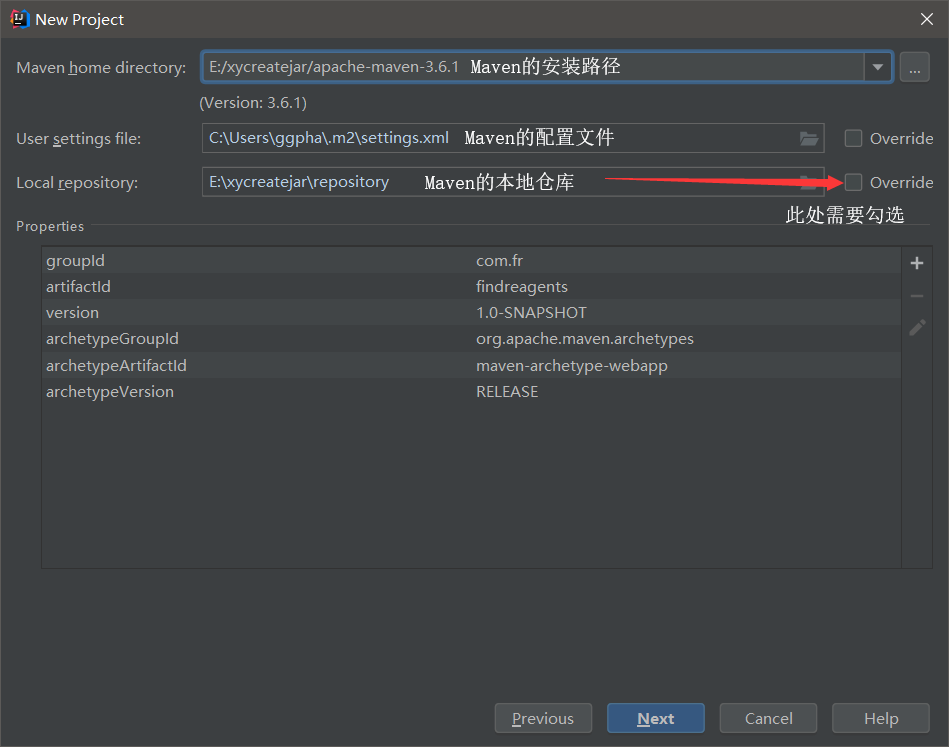 New Project
Maven home directory: E:/xycreatejar/apache-maven-3.6.1 Maven的安装路径 ...
(Version: 3.6.1)
User settings file: C:\Users\ggpha\.m2\settings.xml Maven的配置文件 Override
Local repository: E:\xycreatejar\repository Maven的本地仓库 Override
此处需要勾选
Properties
groupId com.fr
artifactId findreagents
version 1.0-SNAPSHOT
archetypeGroupId org.apache.maven.archetypes
archetypeArtifactId maven-archetype-webapp
archetypeVersion RELEASE
Previous Next Cancel Help